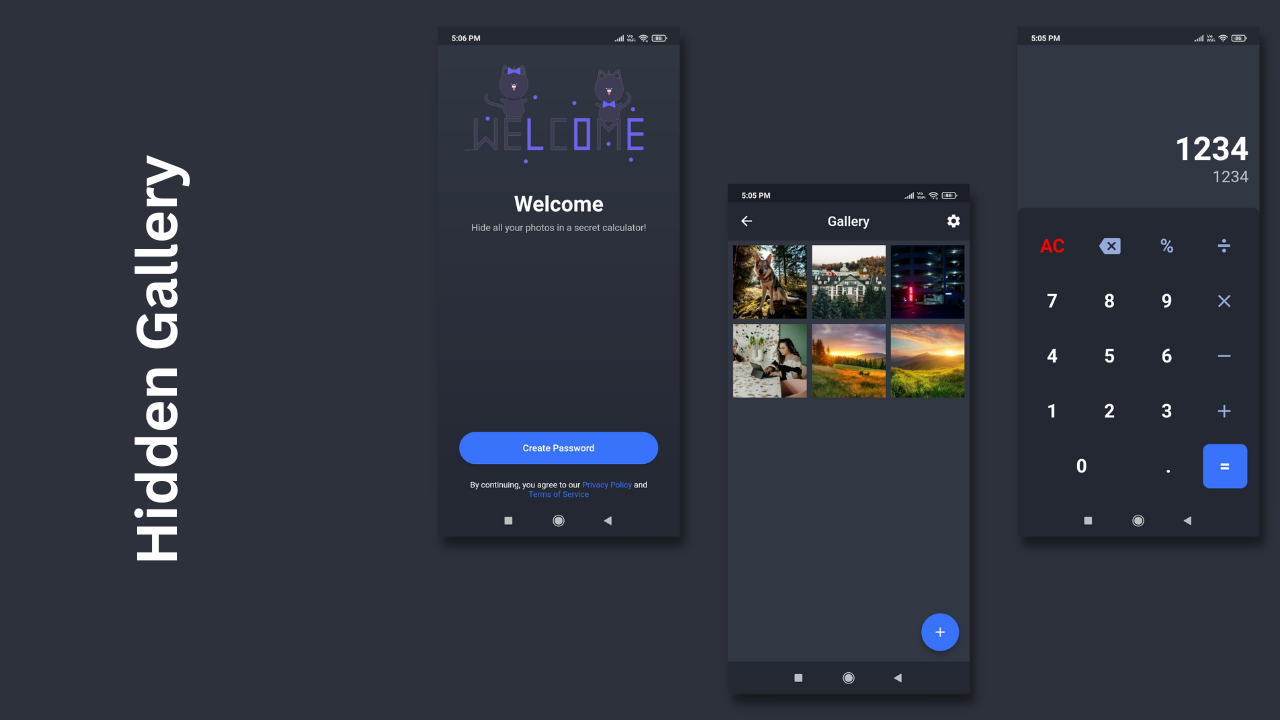 Hidden Gallery
5:06 PM
WELCOME
Welcome
Hide all your photos in a secret calculator!
Create Password
By continuing, you agree to our Privacy Policy and
Terms of Service
5:05 PM
Gallery
+
5:05 PM
1234
1234
AC % ÷
7 8 9 ×
4 5 6 −
1 2 3 +
0 . =